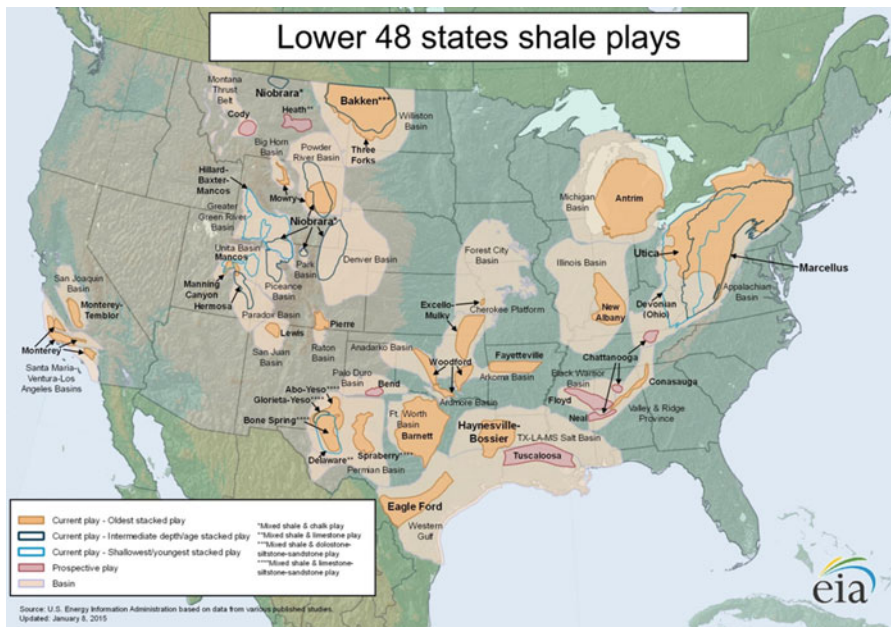 Lower 48 states shale plays
Montana
Thrust
Belt
Cody
Niobrara*
Heath**
Bakken***
Williston
Basin
Big Horn
Basin
Powder
River Basin
Three
Forks
Hillard-
Baxter-
Mancos
Mowry
Greater
Green River
Basin
Niobrara*
Michigan
Basin
Antrim
Uinta Basin
Mancos
Park
Basin
Denver Basin
Forest City
Basin
Illinois Basin
Utica
Marcellus
San Joaquin
Basin
Manning
Canyon
Hermosa
Piceance
Basin
Monterey-
Temblor
Paradox Basin
Excello-
Mulky
Cherokee Platform
New
Albany
Devonian
(Ohio)
Appalachian
Basin
Lewis
Pierre
Monterey
San Juan
Basin
Raton
Basin
Anadarko Basin
Woodford
Fayetteville
Chattanooga
Santa Maria-
Ventura-Los
Angeles Basins
Palo Duro
Basin
Bend
Arkoma Basin
Black Warrior
Basin
Conasauga
Abo-Yeso****
Glorieta-Yeso****
Ardmore Basin
Floyd
Bone Spring****
Ft. Worth
Basin
Barnett
Haynesville-
Bossier
Neal
Valley & Ridge
Province
TX-LA-MS Salt Basin
Delaware**
Spraberry****
Permian Basin
Tuscaloosa
Eagle Ford
Western
Gulf
Current play - Oldest stacked play
Current play - Intermediate depth/age stacked play
Current play - Shallowest/youngest stacked play
Prospective play
Basin
*Mixed shale & chalk play
**Mixed shale & limestone play
***Mixed shale & dolostone-
siltstone-sandstone play
****Mixed shale & limestone-
siltstone-sandstone play
eia
Source: U.S. Energy Information Administration based on data from various published studies.
Updated: January 8, 2015